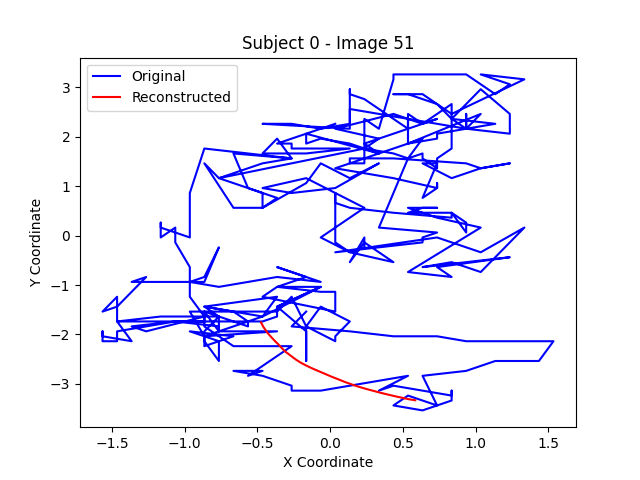 Subject 0 - Image 51
Original
Reconstructed
Y Coordinate
3
2
1
0
−1
−2
−3
−1.5 −1.0 −0.5 0.0 0.5 1.0 1.5
X Coordinate